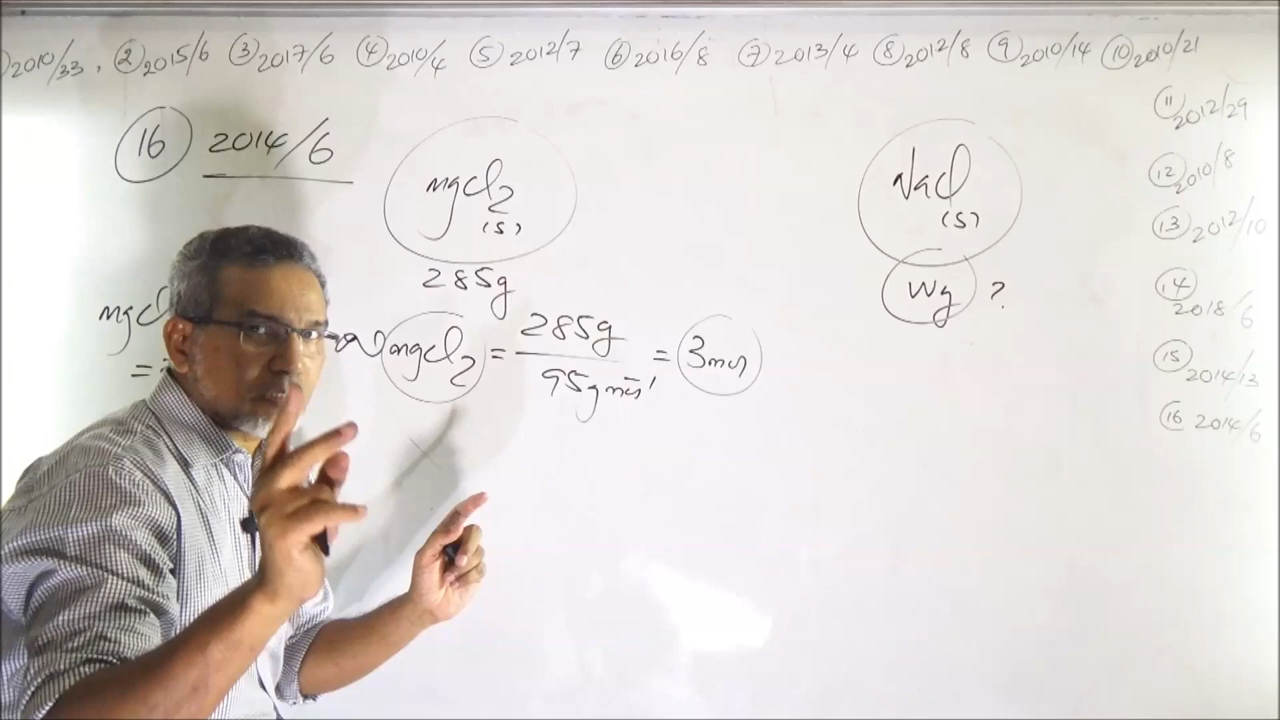 2010/33, ② 2015/6 ③ 2017/6 ④ 2010/4 ⑤ 2012/7 ⑥ 2016/8 ⑦ 2013/4 ⑧ 2012/8 ⑨ 2010/14 ⑩ 2010/21
⑯ 2014/6
MgCl₂(s)
285g
NaCl(s)
Wg ?
MgCl
=
MgCl₂ = 285g / 95g mol⁻¹ = 3mol
⑪ 2012/29
⑫ 2010/8
⑬ 2012/10
⑭ 2018/6
⑮ 2014/13
⑯ 2014/6